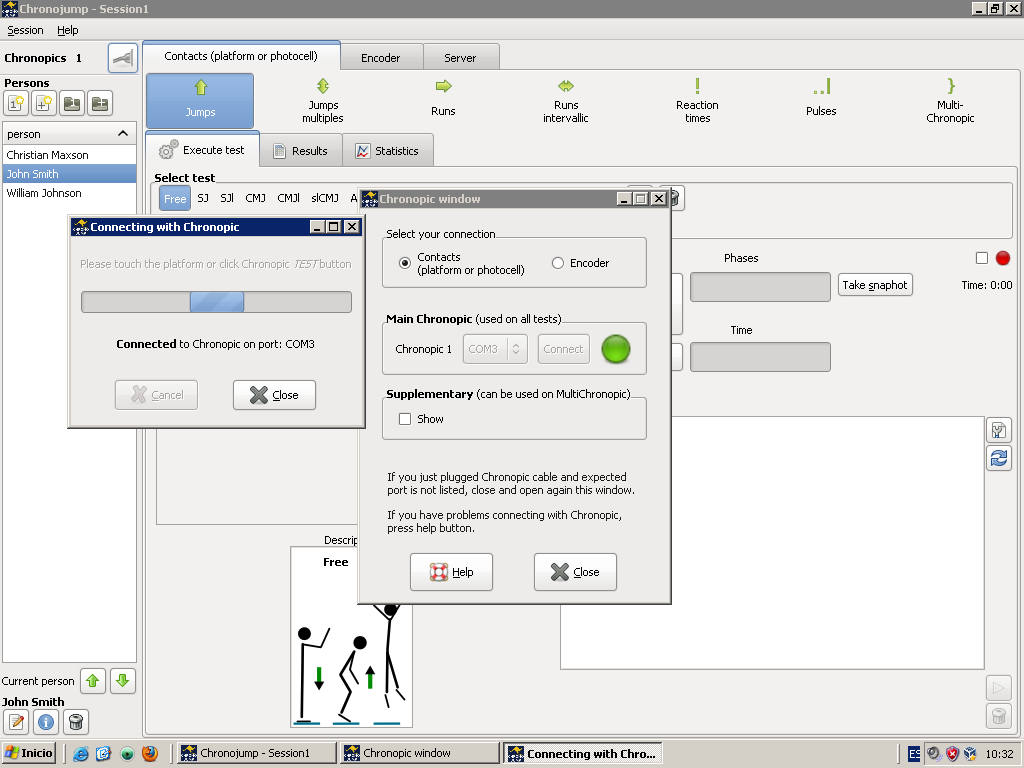 Chronojump - Session1
Session Help
Chronopics 1
Persons
person
Christian Maxson
John Smith
William Johnson
Contacts (platform or photocell)
Encoder
Server
Jumps
Jumps
multiples
Runs
Runs
intervallic
Reaction
times
Pulses
Multi-
Chronopic
Execute test
Results
Statistics
Select test
Free SJ SJl CMJ CMJl slCMJ A
Connecting with Chronopic
Please touch the platform or click Chronopic TEST button
Connected to Chronopic on port: COM3
Cancel
Close
Chronopic window
Select your connection
Contacts
(platform or photocell)
Encoder
Main Chronopic (used on all tests)
Chronopic 1 COM3 Connect
Supplementary (can be used on MultiChronopic)
Show
If you just plugged Chronopic cable and expected
port is not listed, close and open again this window.
If you have problems connecting with Chronopic,
press help button.
Help
Close
Phases
Take snaphot
Time: 0:00
Time
Descrip
Free
Current person
John Smith
Inicio
Chronojump - Session1
Chronopic window
Connecting with Chro...
ES
10:32